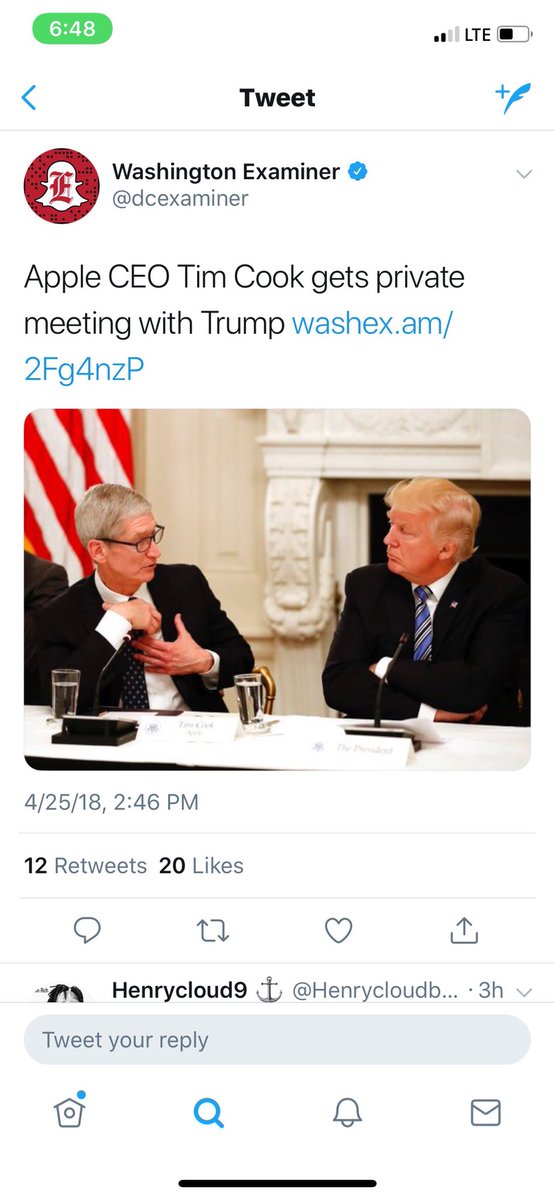 6:48 LTE
Tweet
Washington Examiner
@dcexaminer
Apple CEO Tim Cook gets private
meeting with Trump washex.am/
2Fg4nzP
Tim Cook
Apple
The President
4/25/18, 2:46 PM
12 Retweets 20 Likes
Henrycloud9 @Henrycloudb... · 3h
Tweet your reply